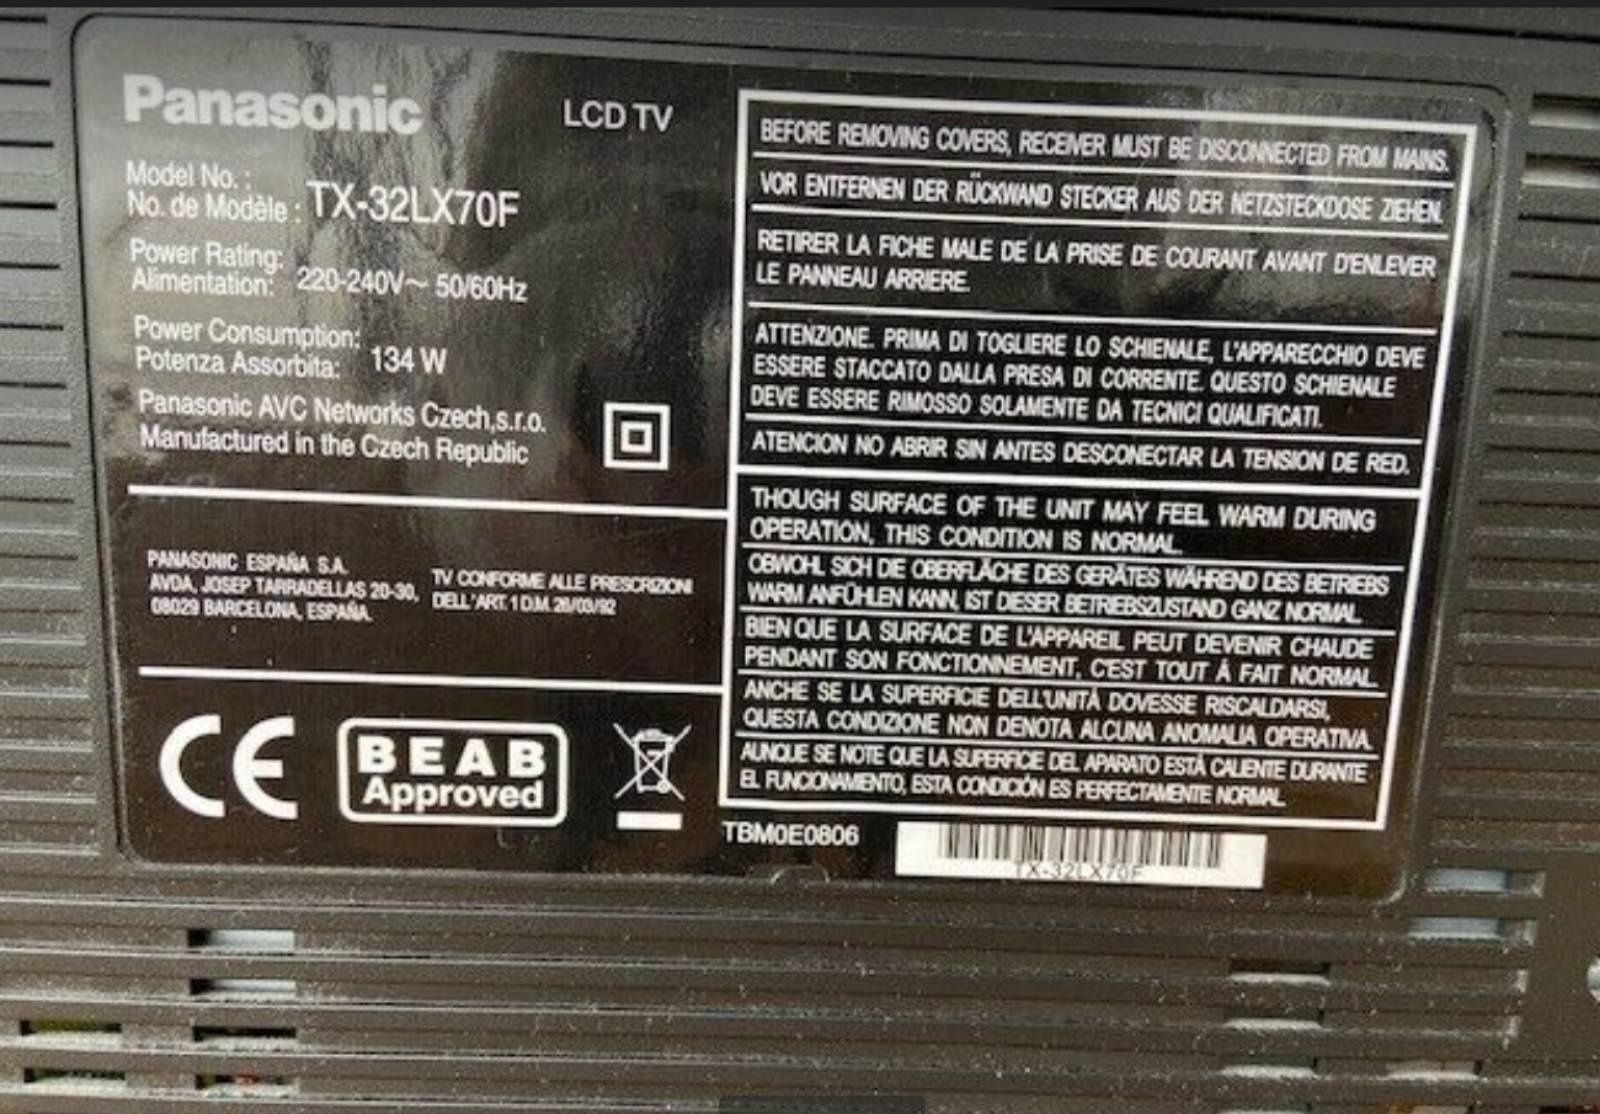 Panasonic
LCD TV
Model No. :
No. de Modèle : TX-32LX70F
Power Rating:
Alimentation: 220-240V~ 50/60Hz
Power Consumption:
Potenza Assorbita: 134 W
Panasonic AVC Networks Czech,s.r.o.
Manufactured in the Czech Republic
PANASONIC ESPAÑA S.A.
AVDA, JOSEP TARRADELLAS 20-30,
08029 BARCELONA, ESPAÑA.
TV CONFORME ALLE PRESCRIZIONI
DELL'ART. 1 D.M. 26/03/92
CE
BEAB
Approved
BEFORE REMOVING COVERS, RECEIVER MUST BE DISCONNECTED FROM MAINS.
VOR ENTFERNEN DER RÜCKWAND STECKER AUS DER NETZSTECKDOSE ZIEHEN.
RETIRER LA FICHE MALE DE LA PRISE DE COURANT AVANT D'ENLEVER
LE PANNEAU ARRIERE.
ATTENZIONE. PRIMA DI TOGLIERE LO SCHIENALE, L'APPARECCHIO DEVE
ESSERE STACCATO DALLA PRESA DI CORRENTE. QUESTO SCHIENALE
DEVE ESSERE RIMOSSO SOLAMENTE DA TECNICI QUALIFICATI.
ATENCION NO ABRIR SIN ANTES DESCONECTAR LA TENSION DE RED.
THOUGH SURFACE OF THE UNIT MAY FEEL WARM DURING
OPERATION, THIS CONDITION IS NORMAL.
OBWOHL SICH DIE OBERFLÄCHE DES GERÄTES WÄHREND DES BETRIEBS
WARM ANFÜHLEN KANN, IST DIESER BETRIEBSZUSTAND GANZ NORMAL.
BIEN QUE LA SURFACE DE L'APPAREIL PEUT DEVENIR CHAUDE
PENDANT SON FONCTIONNEMENT, C'EST TOUT À FAIT NORMAL.
ANCHE SE LA SUPERFICIE DELL'UNITÀ DOVESSE RISCALDARSI,
QUESTA CONDIZIONE NON DENOTA ALCUNA ANOMALIA OPERATIVA.
AUNQUE SE NOTE QUE LA SUPERFICIE DEL APARATO ESTÁ CALIENTE DURANTE
EL FUNCIONAMIENTO, ESTA CONDICIÓN ES PERFECTAMENTE NORMAL.
TBM0E0806
TX-32LX70F